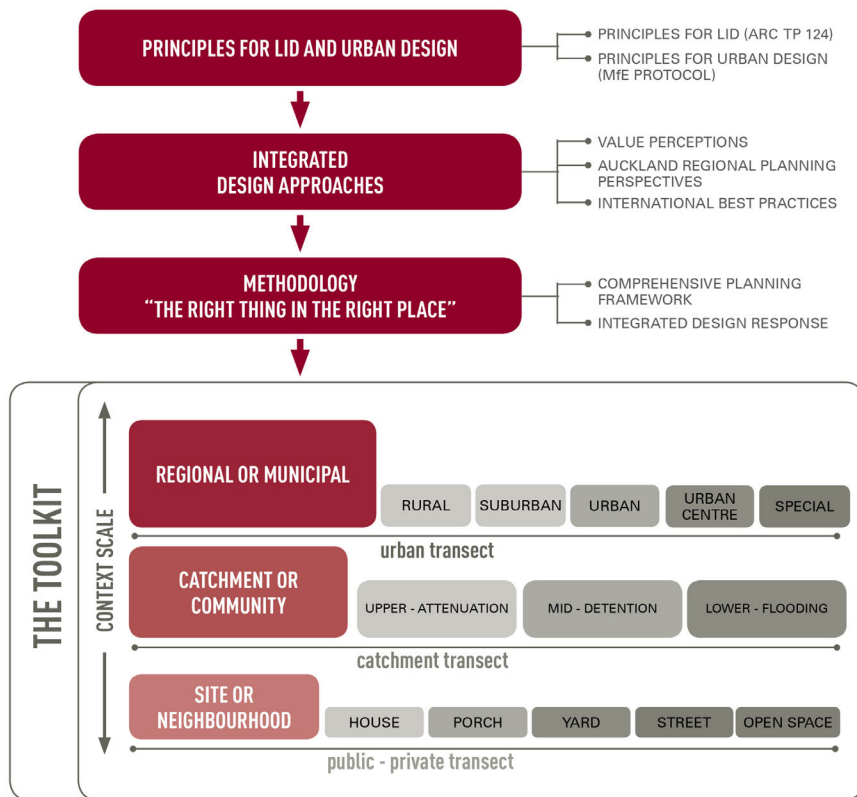 PRINCIPLES FOR LID AND URBAN DESIGN
PRINCIPLES FOR LID (ARC TP 124)
PRINCIPLES FOR URBAN DESIGN
(MfE PROTOCOL)
INTEGRATED
DESIGN APPROACHES
VALUE PERCEPTIONS
AUCKLAND REGIONAL PLANNING
PERSPECTIVES
INTERNATIONAL BEST PRACTICES
METHODOLOGY
“THE RIGHT THING IN THE RIGHT PLACE”
COMPREHENSIVE PLANNING
FRAMEWORK
INTEGRATED DESIGN RESPONSE
THE TOOLKIT
CONTEXT SCALE
REGIONAL OR MUNICIPAL
RURAL
SUBURBAN
URBAN
URBAN
CENTRE
SPECIAL
urban transect
CATCHMENT OR
COMMUNITY
UPPER - ATTENUATION
MID - DETENTION
LOWER - FLOODING
catchment transect
SITE OR
NEIGHBOURHOOD
HOUSE
PORCH
YARD
STREET
OPEN SPACE
public - private transect